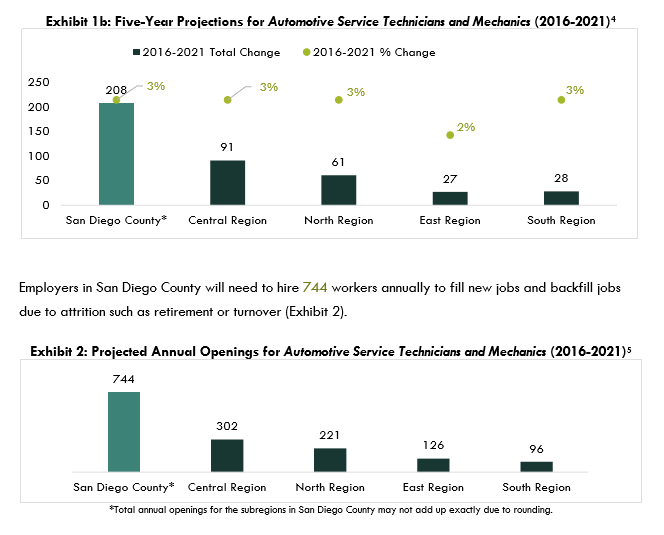 Exhibit 1b: Five-Year Projections for Automotive Service Technicians and Mechanics (2016-2021)⁴
2016-2021 Total Change 2016-2021 % Change
250
200
150
100
50
0
208 3%
91 3%
61 3%
27 2%
28 3%
San Diego County* Central Region North Region East Region South Region
Employers in San Diego County will need to hire 744 workers annually to fill new jobs and backfill jobs
due to attrition such as retirement or turnover (Exhibit 2).
Exhibit 2: Projected Annual Openings for Automotive Service Technicians and Mechanics (2016-2021)⁵
744 302 221 126 96
San Diego County* Central Region North Region East Region South Region
*Total annual openings for the subregions in San Diego County may not add up exactly due to rounding.